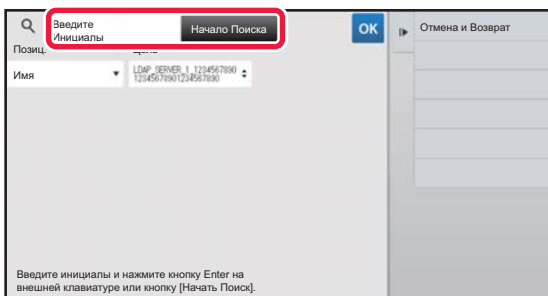 Введите
Инициалы
Начало Поиска
OK
Отмена и Возврат
Позиц.
Имя
LDAP_SERVER_1_1234567890
12345678901234567890
Введите инициалы и нажмите кнопку Enter на
внешней клавиатуре или кнопку [Начать Поиск].